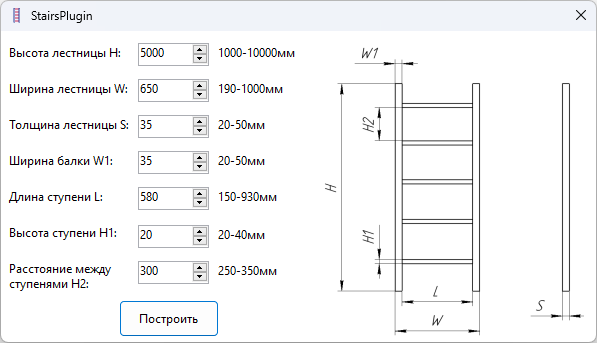 StairsPlugin
Высота лестницы H: 5000 1000-10000мм
Ширина лестницы W: 650 190-1000мм
Толщина лестницы S: 35 20-50мм
Ширина балки W1: 35 20-50мм
Длина ступени L: 580 150-930мм
Высота ступени H1: 20 20-40мм
Расстояние между
ступенями H2: 300 250-350мм
Построить
W1
H2
H
H1
L
S
W